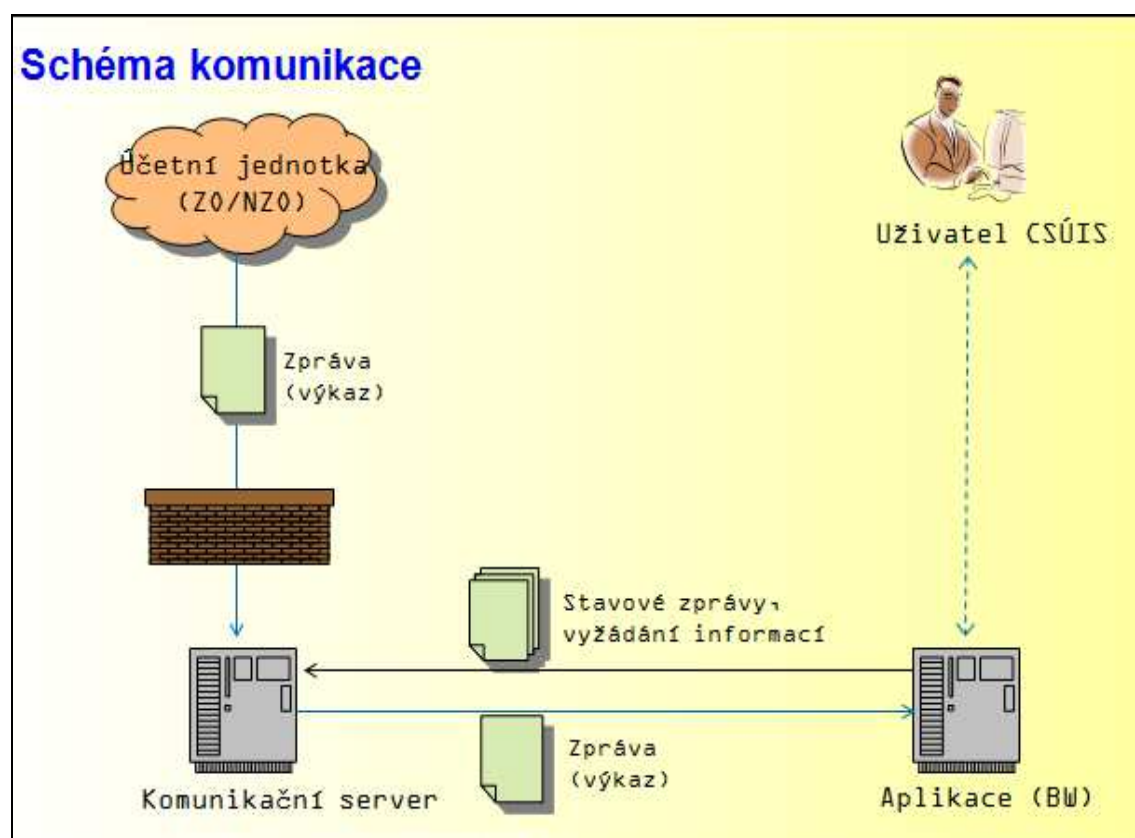 Schéma komunikace
Účetní jednotka
(ZO/NZO)
Uživatel CSÚIS
Zpráva
(výkaz)
Stavové zprávy,
vyžádání informací
Zpráva
(výkaz)
Komunikační server
Aplikace (BW)